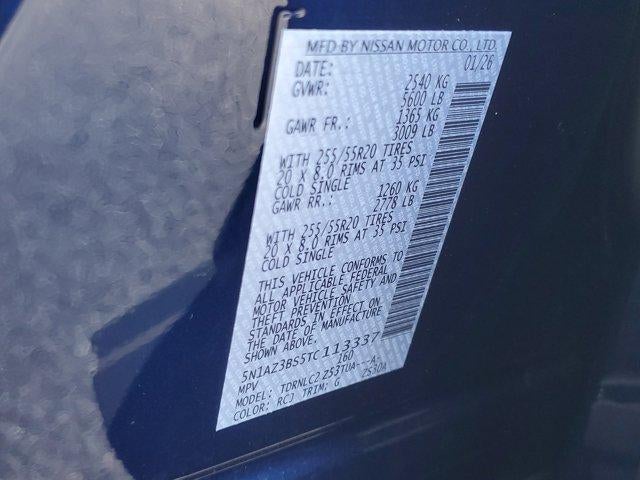 MFD BY NISSAN MOTOR CO., LTD.
DATE: 01/26
GVWR: 2540 KG
5600 LB
GAWR FR.: 1365 KG
3009 LB
WITH 255/55R20 TIRES
20 X 8.0 RIMS AT 35 PSI
COLD SINGLE
GAWR RR.: 1260 KG
2778 LB
WITH 255/55R20 TIRES
20 X 8.0 RIMS AT 35 PSI
COLD SINGLE
THIS VEHICLE CONFORMS TO
ALL APPLICABLE FEDERAL
MOTOR VEHICLE SAFETY AND
THEFT PREVENTION
STANDARDS IN EFFECT ON
THE DATE OF MANUFACTURE
SHOWN ABOVE.
5N1AZ3BS5TC113337
MPV 160
MODEL: TDRNLC2 Z53TUA--A-
COLOR: RCJ TRIM: G Z530A